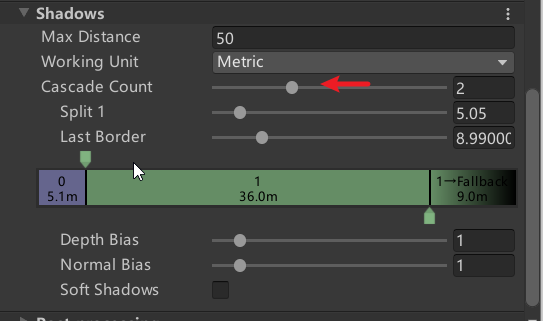 Shadows
Max Distance 50
Working Unit Metric
Cascade Count 2
Split 1 5.05
Last Border 8.99000
0 1 1→Fallback
5.1m 36.0m 9.0m
Depth Bias 1
Normal Bias 1
Soft Shadows